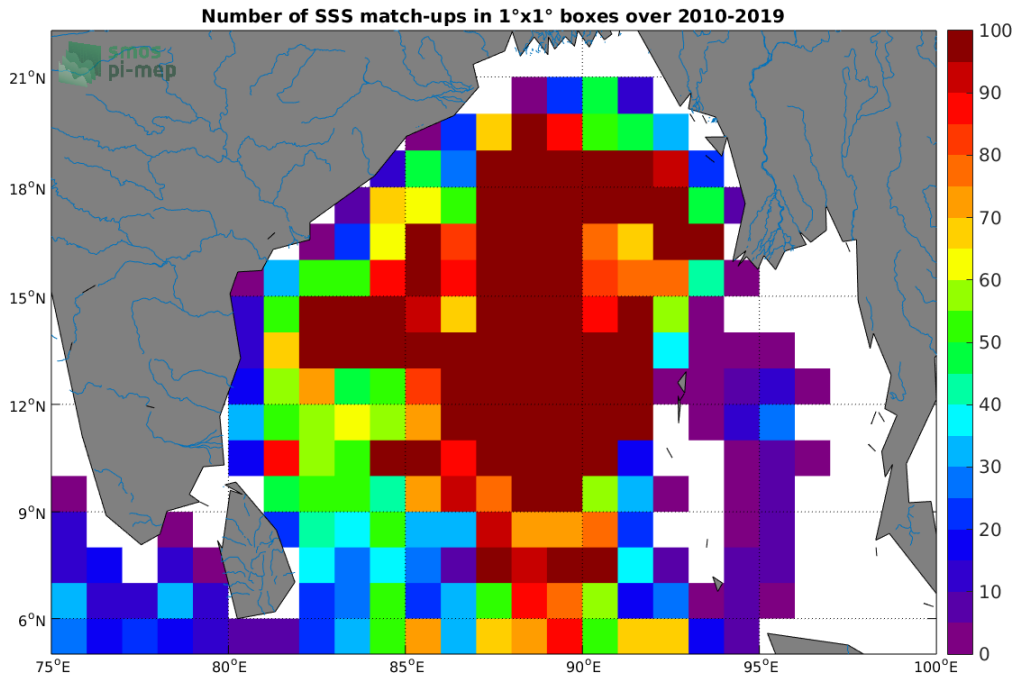 Number of SSS match-ups in 1°x1° boxes over 2010-2019
smos
pi-mep
21°N
18°N
15°N
12°N
9°N
6°N
75°E
80°E
85°E
90°E
95°E
100°E
100
90
80
70
60
50
40
30
20
10
0